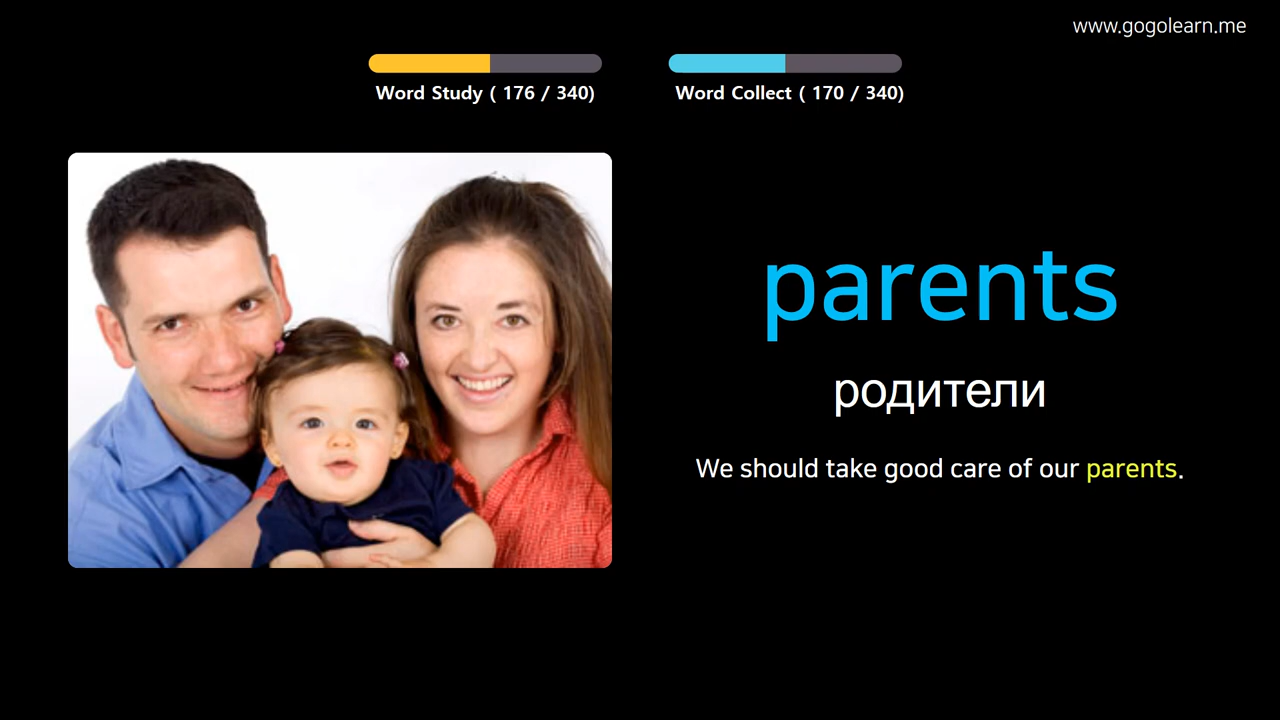 www.gogolearn.me
Word Study ( 176 / 340)
Word Collect ( 170 / 340)
parents
родители
We should take good care of our parents.